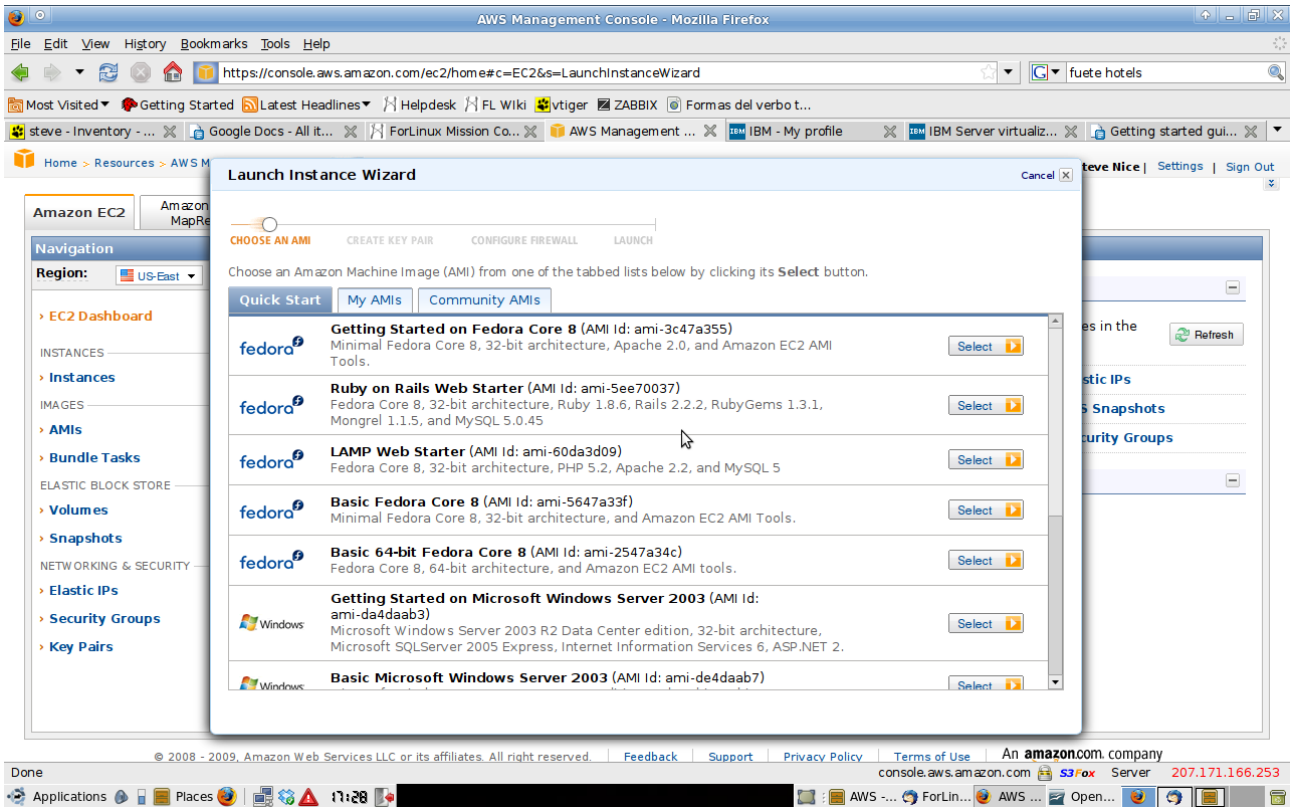 AWS Management Console - Mozilla Firefox
File Edit View History Bookmarks Tools Help
https://console.aws.amazon.com/ec2/home#c=EC2&s=LaunchInstanceWizard
fuete hotels
Most Visited Getting Started Latest Headlines Helpdesk FL Wiki vtiger ZABBIX Formas del verbo t...
steve - Inventory - ... Google Docs - All it... ForLinux Mission Co... AWS Management ... IBM - My profile IBM Server virtualiz... Getting started gui...
Home > Resources > AWS M
teve Nice | Settings | Sign Out
Launch Instance Wizard
Cancel
Amazon EC2
Amazon
MapRe
CHOOSE AN AMI CREATE KEY PAIR CONFIGURE FIREWALL LAUNCH
Navigation
Region: US-East
Choose an Amazon Machine Image (AMI) from one of the tabbed lists below by clicking its Select button.
Quick Start My AMIs Community AMIs
› EC2 Dashboard
INSTANCES
› Instances
IMAGES
› AMIs
› Bundle Tasks
ELASTIC BLOCK STORE
› Volumes
› Snapshots
NETWORKING & SECURITY
› Elastic IPs
› Security Groups
› Key Pairs
fedora
Getting Started on Fedora Core 8 (AMI Id: ami-3c47a355)
Minimal Fedora Core 8, 32-bit architecture, Apache 2.0, and Amazon EC2 AMI
Tools.
Select
fedora
Ruby on Rails Web Starter (AMI Id: ami-5ee70037)
Fedora Core 8, 32-bit architecture, Ruby 1.8.6, Rails 2.2.2, RubyGems 1.3.1,
Mongrel 1.1.5, and MySQL 5.0.45
Select
fedora
LAMP Web Starter (AMI Id: ami-60da3d09)
Fedora Core 8, 32-bit architecture, PHP 5.2, Apache 2.2, and MySQL 5
Select
fedora
Basic Fedora Core 8 (AMI Id: ami-5647a33f)
Minimal Fedora Core 8, 32-bit architecture, and Amazon EC2 AMI Tools.
Select
fedora
Basic 64-bit Fedora Core 8 (AMI Id: ami-2547a34c)
Fedora Core 8, 64-bit architecture, and Amazon EC2 AMI tools.
Select
Windows
Getting Started on Microsoft Windows Server 2003 (AMI Id:
ami-da4daab3)
Microsoft Windows Server 2003 R2 Data Center edition, 32-bit architecture,
Microsoft SQLServer 2005 Express, Internet Information Services 6, ASP.NET 2.
Select
Windows
Basic Microsoft Windows Server 2003 (AMI Id: ami-de4daab7)
Select
es in the
Refresh
stic IPs
S Snapshots
curity Groups
© 2008 - 2009, Amazon Web Services LLC or its affiliates. All right reserved. Feedback | Support | Privacy Policy | Terms of Use An amazon.com. company
Done
console.aws.amazon.com S3Fox Server 207.171.166.253
Applications Places 17:28 AWS -... ForLin... AWS ... Open...